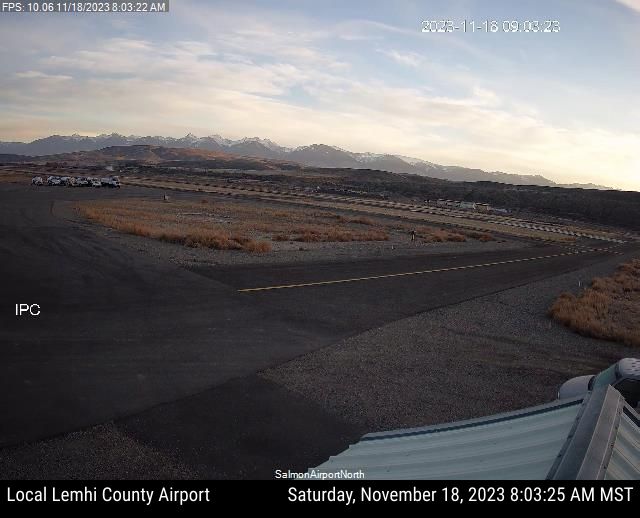 FPS: 10.06 11/18/2023 8:03:22 AM
2023-11-18 09:03:23
IPC
SalmonAirportNorth
Local Lemhi County Airport Saturday, November 18, 2023 8:03:25 AM MST